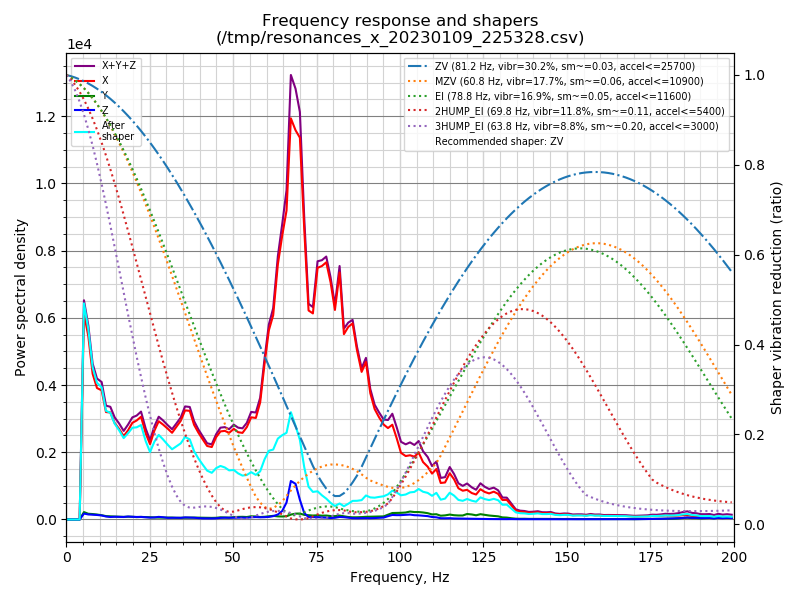 Frequency response and shapers
(/tmp/resonances_x_20230109_225328.csv)
1e4
X+Y+Z
X
Y
Z
After
shaper
ZV (81.2 Hz, vibr=30.2%, sm~=0.03, accel<=25700)
MZV (60.8 Hz, vibr=17.7%, sm~=0.06, accel<=10900)
EI (78.8 Hz, vibr=16.9%, sm~=0.05, accel<=11600)
2HUMP_EI (69.8 Hz, vibr=11.8%, sm~=0.11, accel<=5400)
3HUMP_EI (63.8 Hz, vibr=8.8%, sm~=0.20, accel<=3000)
Recommended shaper: ZV
1.2
1.0
0.8
0.6
0.4
0.2
0.0
Power spectral density
1.0
0.8
0.6
0.4
0.2
0.0
Shaper vibration reduction (ratio)
0 25 50 75 100 125 150 175 200
Frequency, Hz